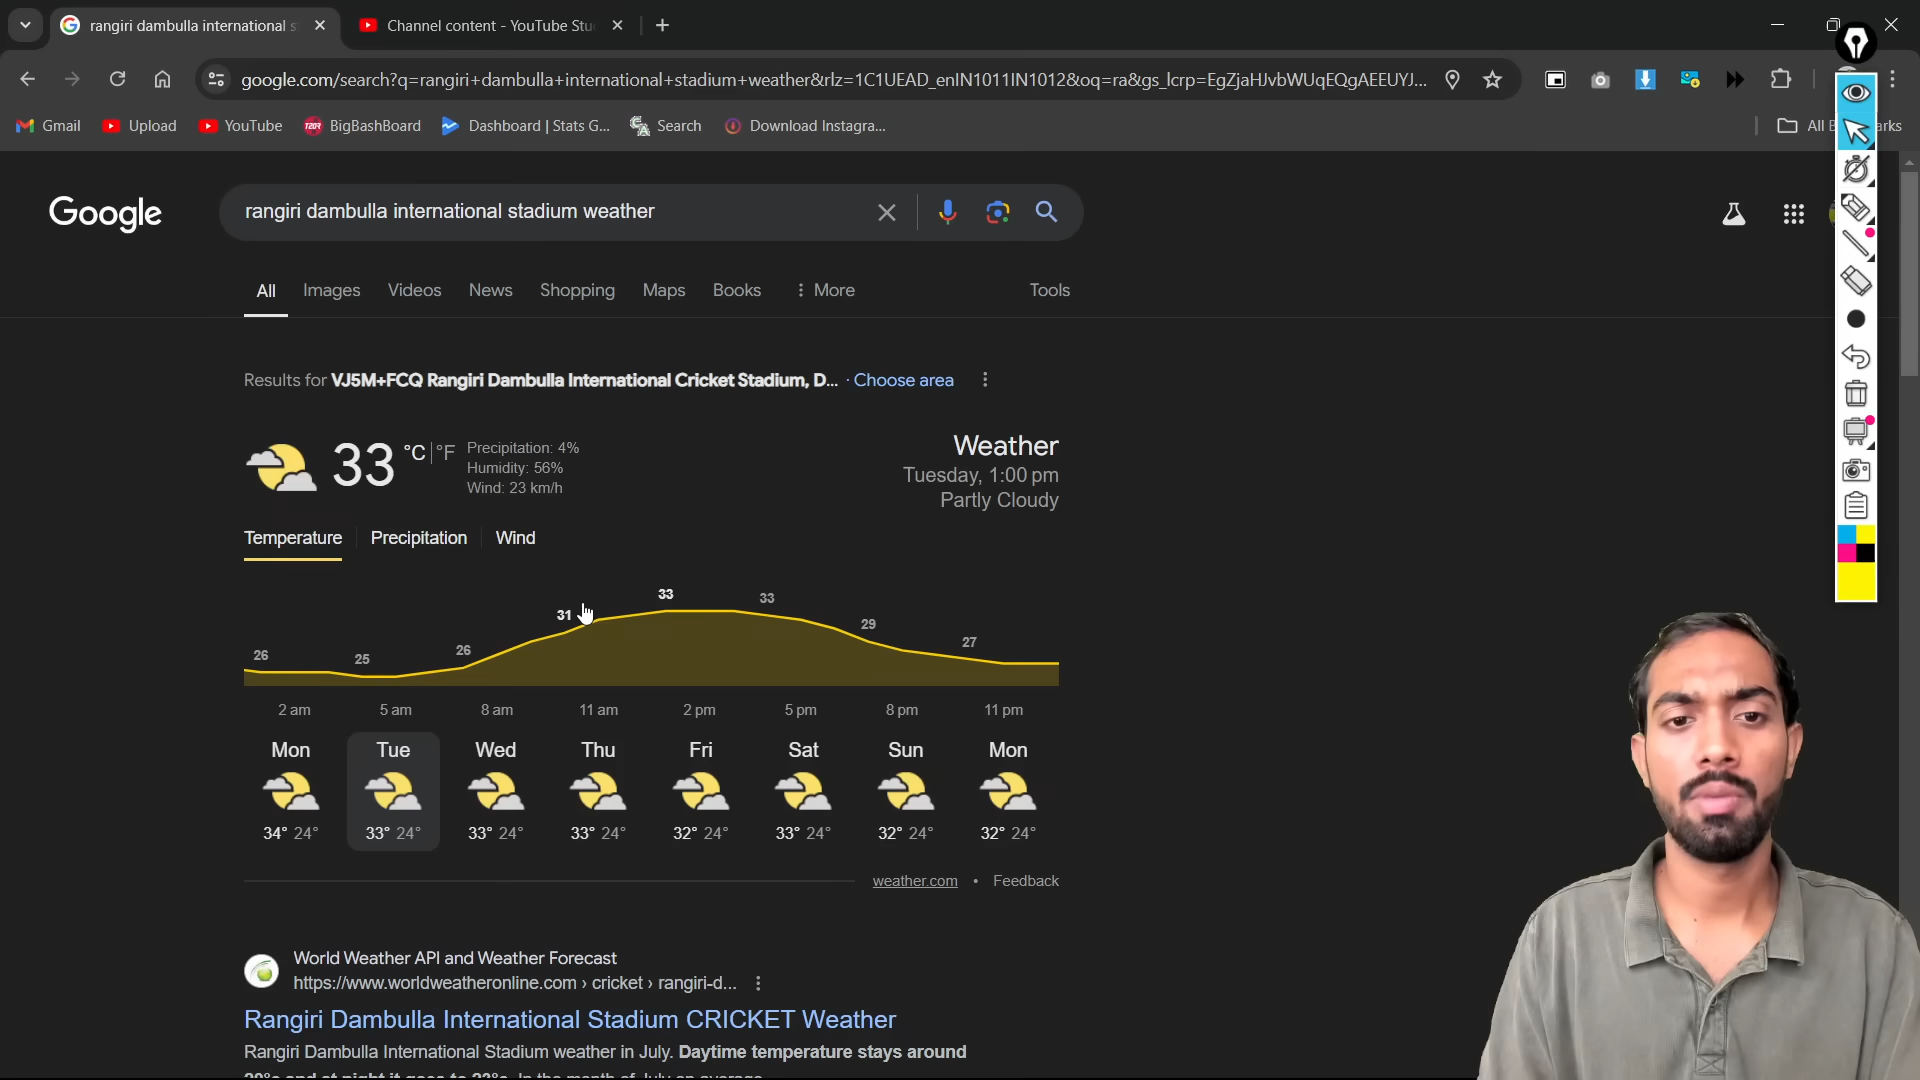 rangiri dambulla international s
Channel content - YouTube Stu
google.com/search?q=rangiri+dambulla+international+stadium+weather&rlz=1C1UEAD_enIN1011IN1012&oq=ra&gs_lcrp=EgZjaHJvbWUqEQgAEEUYJ...
Gmail Upload YouTube BigBashBoard Dashboard | Stats G... Search Download Instagra...
All B arks
Google
rangiri dambulla international stadium weather
All Images Videos News Shopping Maps Books More Tools
Results for VJ5M+FCQ Rangiri Dambulla International Cricket Stadium, D... · Choose area
33 °C | °F
Precipitation: 4%
Humidity: 56%
Wind: 23 km/h
Weather
Tuesday, 1:00 pm
Partly Cloudy
Temperature Precipitation Wind
26 25 26 31 33 33 29 27
2 am 5 am 8 am 11 am 2 pm 5 pm 8 pm 11 pm
Mon Tue Wed Thu Fri Sat Sun Mon
34° 24° 33° 24° 33° 24° 33° 24° 32° 24° 33° 24° 32° 24° 32° 24°
weather.com • Feedback
World Weather API and Weather Forecast
https://www.worldweatheronline.com › cricket › rangiri-d...
Rangiri Dambulla International Stadium CRICKET Weather
Rangiri Dambulla International Stadium weather in July. Daytime temperature stays around